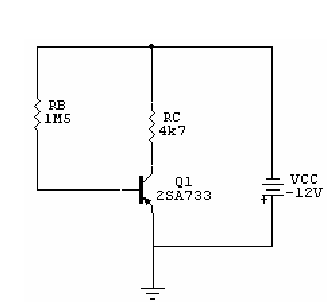 RB
1M5
RC
4k7
Q1
2SA733
VCC
-12V
+